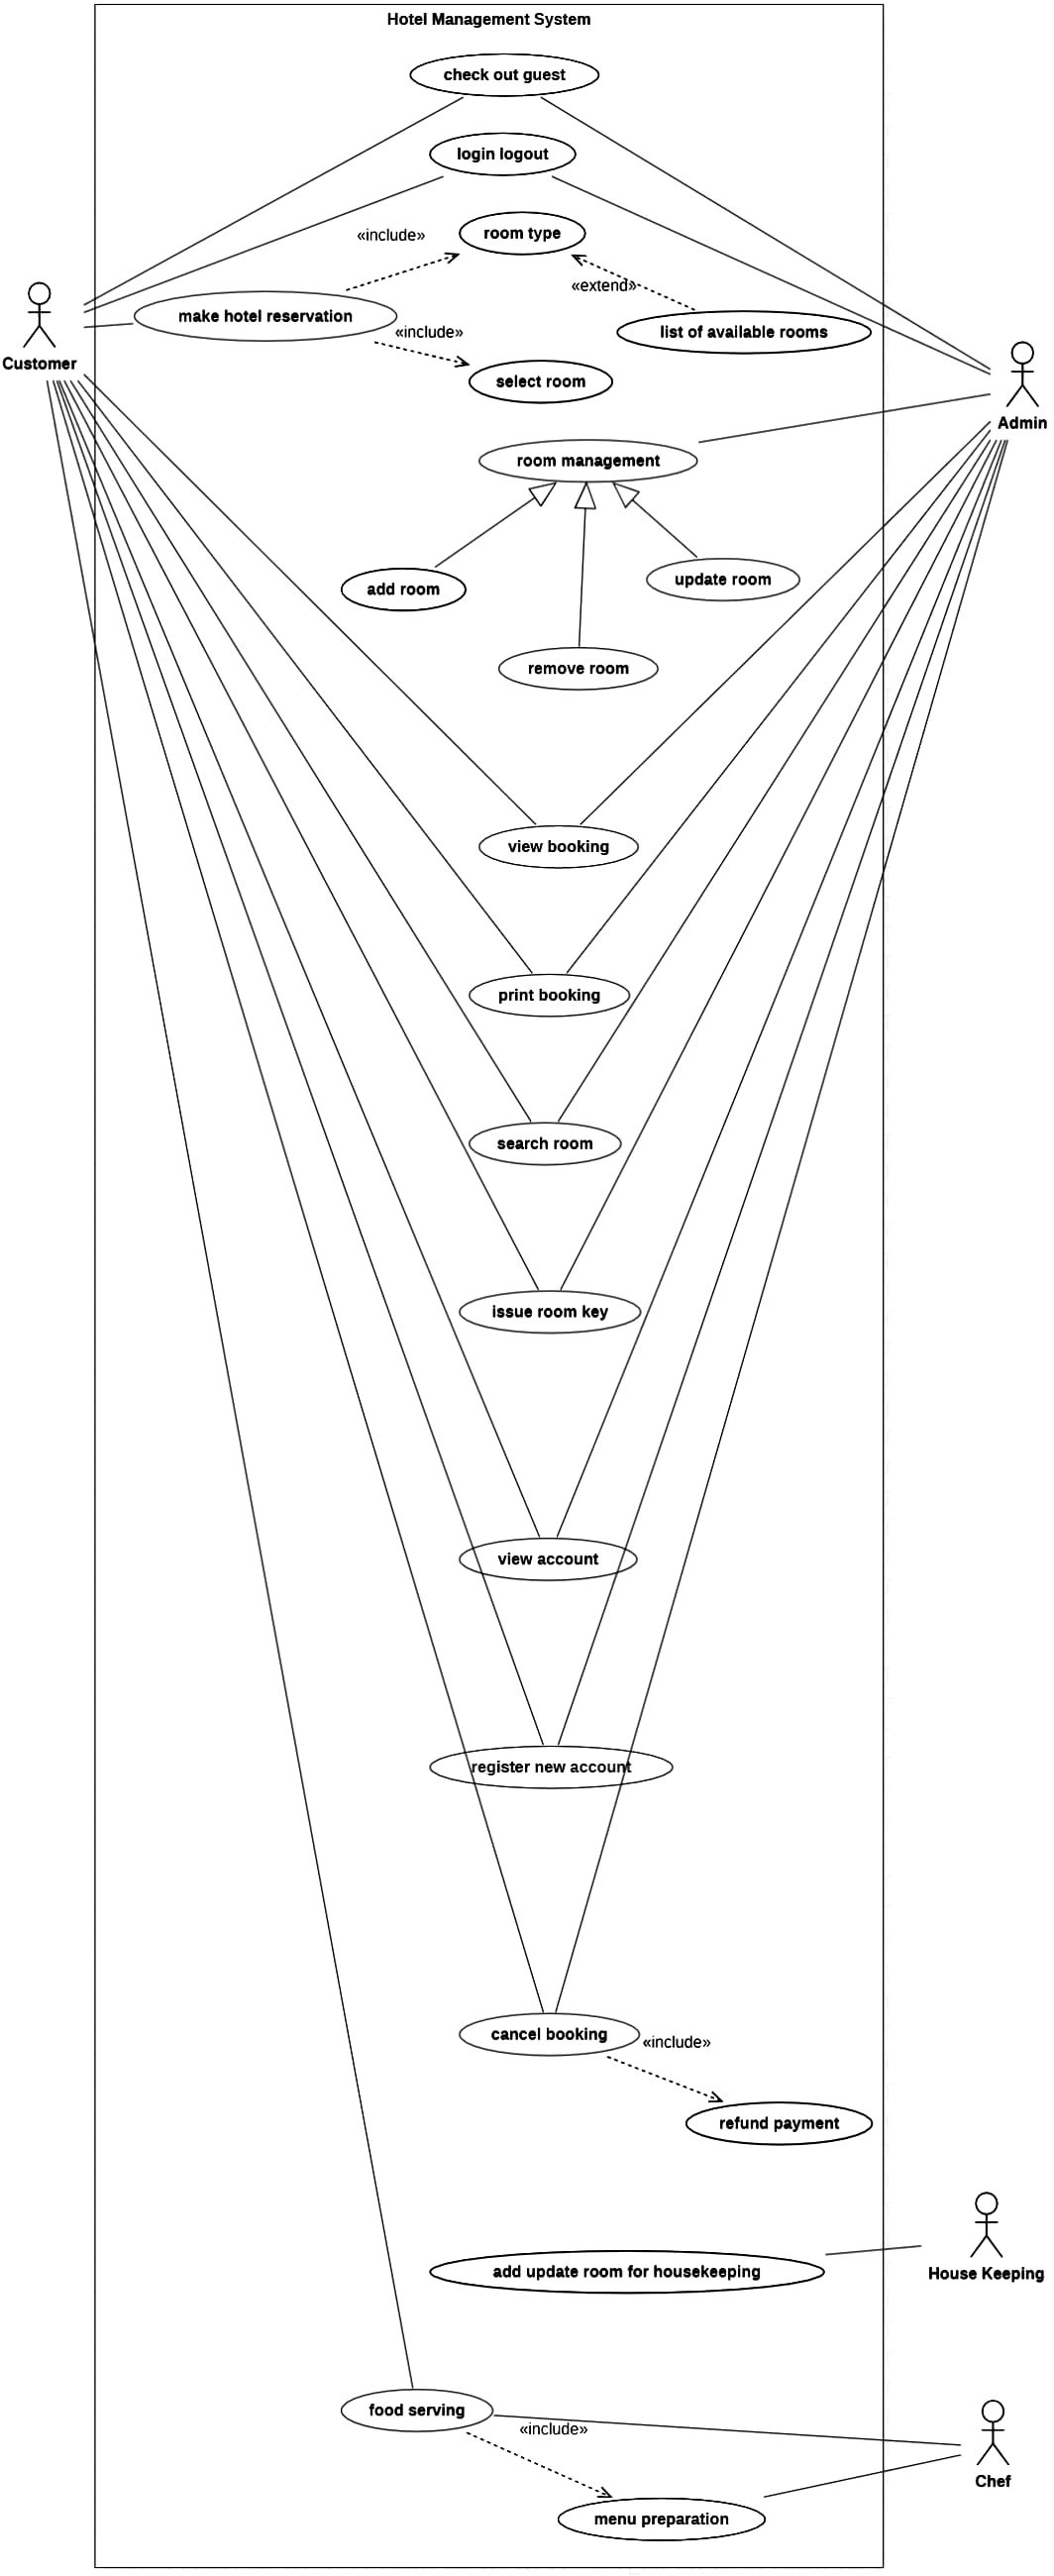 Hotel Management System
check out guest
login logout
«include»
room type
«extend»
make hotel reservation
«include»
list of available rooms
Customer
select room
Admin
room management
add room
update room
remove room
view booking
print booking
search room
issue room key
view account
register new account
cancel booking
«include»
refund payment
add update room for housekeeping
House Keeping
food serving
«include»
Chef
menu preparation